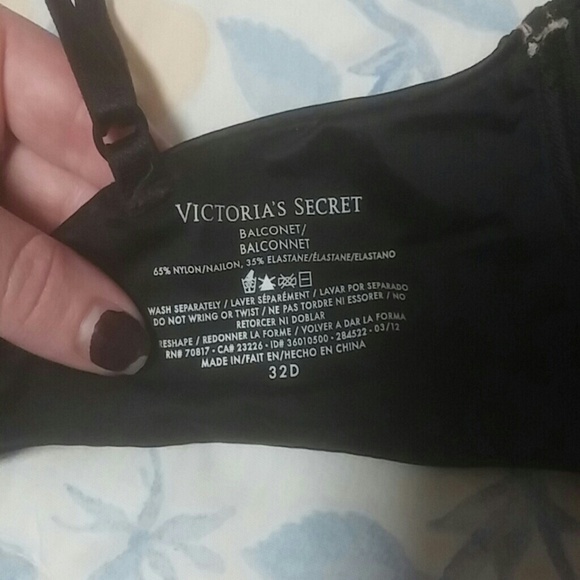 VICTORIA'S SECRET
BALCONET/
BALCONNET
65% NYLON/NAILON, 35% ELASTANE/ÉLASTANE/ELASTANO
WASH SEPARATELY / LAVER SÉPARÉMENT / LAVAR POR SEPARADO
DO NOT WRING OR TWIST / NE PAS TORDRE NI ESSORER / NO
RETORCER NI DOBLAR
RESHAPE / REDONNER LA FORME / VOLVER A DAR LA FORMA
RN# 70817 - CA# 23226 - ID# 36010500 - 284522 - 03/12
MADE IN/FAIT EN/HECHO EN CHINA
32D